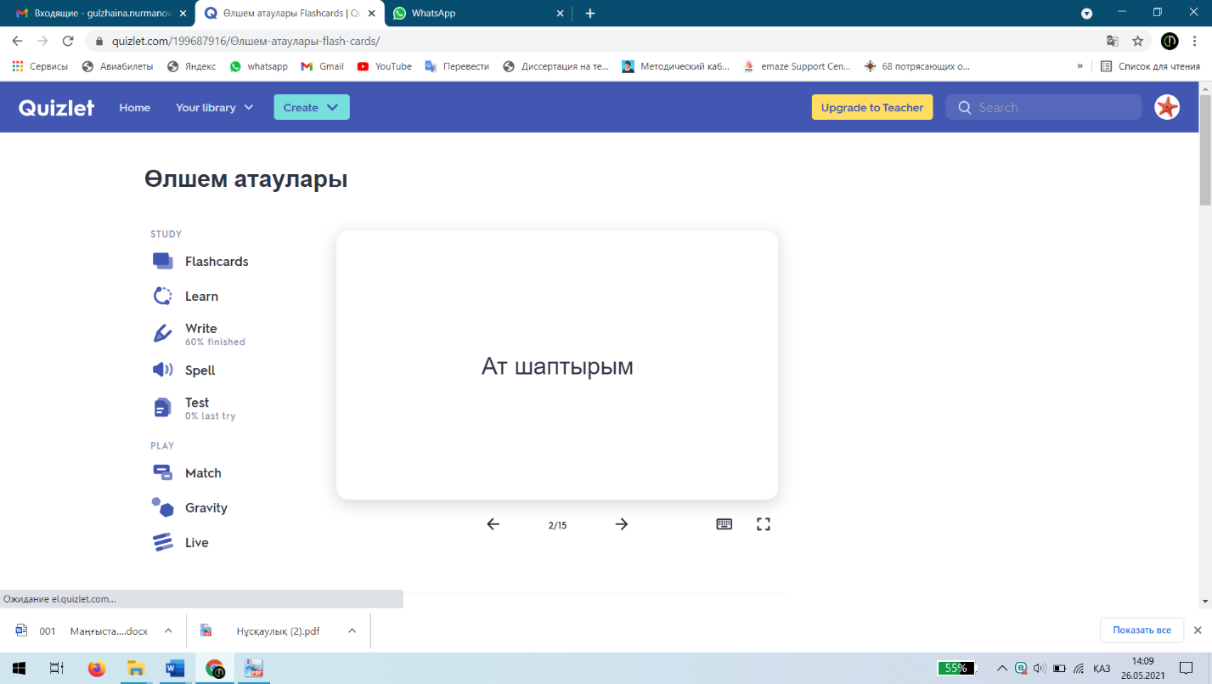 Входящие - gulzhaina.nurmanov
Өлшем атаулары Flashcards | Q
WhatsApp
quizlet.com/199687916/Өлшем-атаулары-flash-cards/
Сервисы Авиабилеты Яндекс whatsapp Gmail YouTube Перевести Диссертация на те... Методический каб... emaze Support Cen... 68 потрясающих о... » Список для чтения
Quizlet Home Your library Create Upgrade to Teacher Search
Өлшем атаулары
STUDY
Flashcards
Learn
Write
60% finished
Spell
Test
0% last try
PLAY
Match
Gravity
Live
Ат шаптырым
2/15
Ожидание el.quizlet.com...
001 Маңғыста....docx Нұсқаулық (2).pdf Показать все
55% ҚАЗ 14:09
26.05.2021